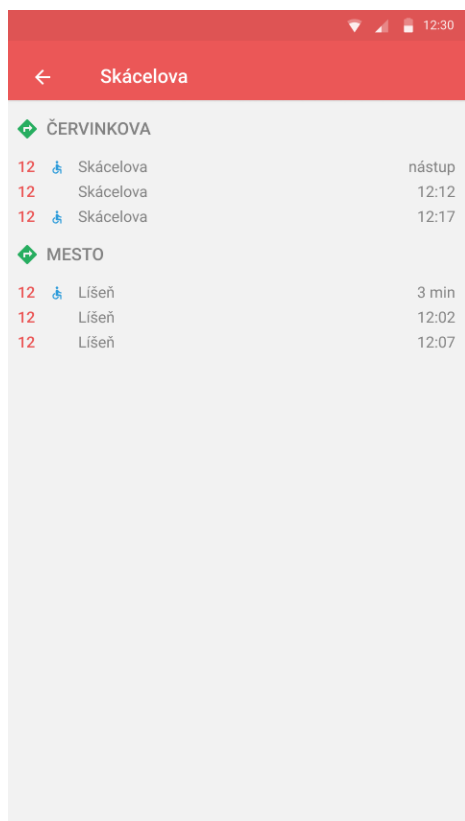 12:30
Skácelova
ČERVINKOVA
12 Skácelova nástup
12 Skácelova 12:12
12 Skácelova 12:17
MESTO
12 Líšeň 3 min
12 Líšeň 12:02
12 Líšeň 12:07